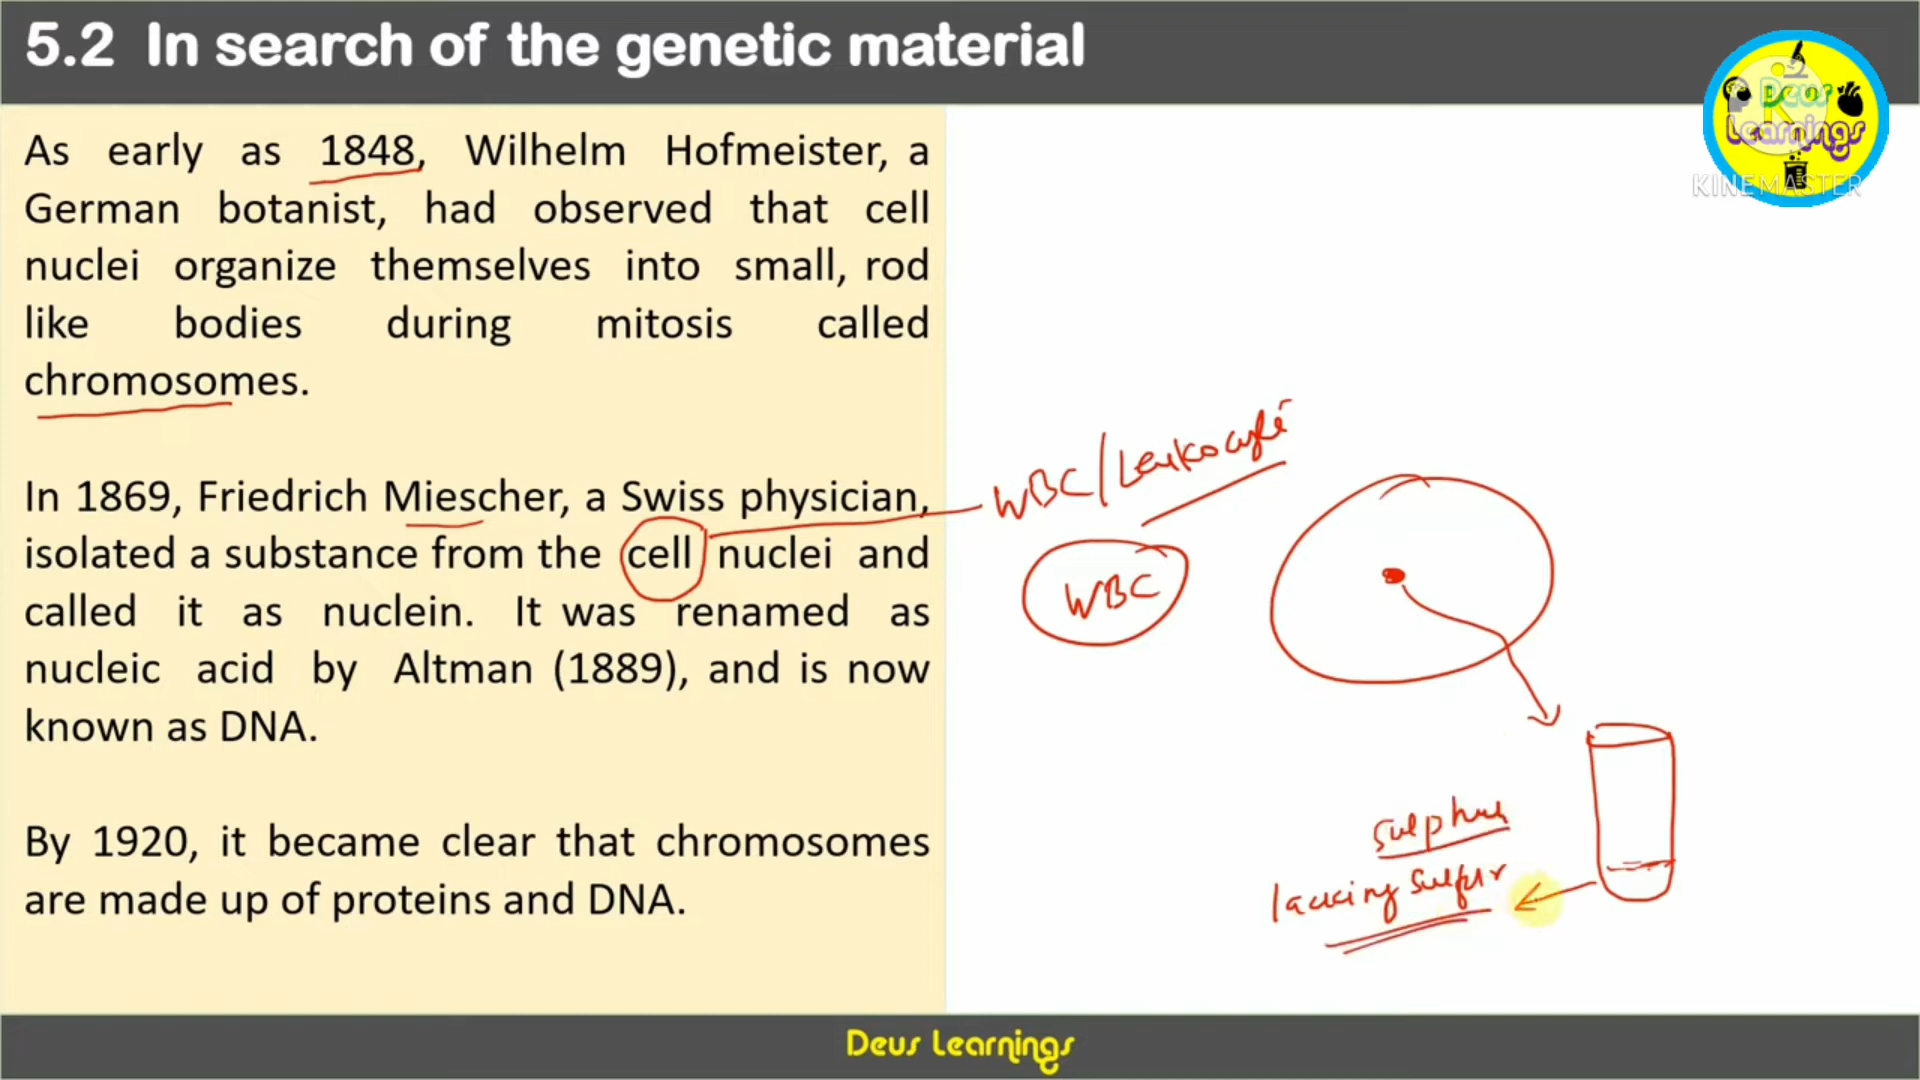 5.2 In search of the genetic material
Deus
Learnings
KINEMASTER
As early as 1848, Wilhelm Hofmeister, a
German botanist, had observed that cell
nuclei organize themselves into small, rod
like bodies during mitosis called
chromosomes.
In 1869, Friedrich Miescher, a Swiss physician,
isolated a substance from the cell nuclei and
called it as nuclein. It was renamed as
nucleic acid by Altman (1889), and is now
known as DNA.
By 1920, it became clear that chromosomes
are made up of proteins and DNA.
WBC/Leukocyte
WBC
sulphur
lacking sulfur
Deus Learnings